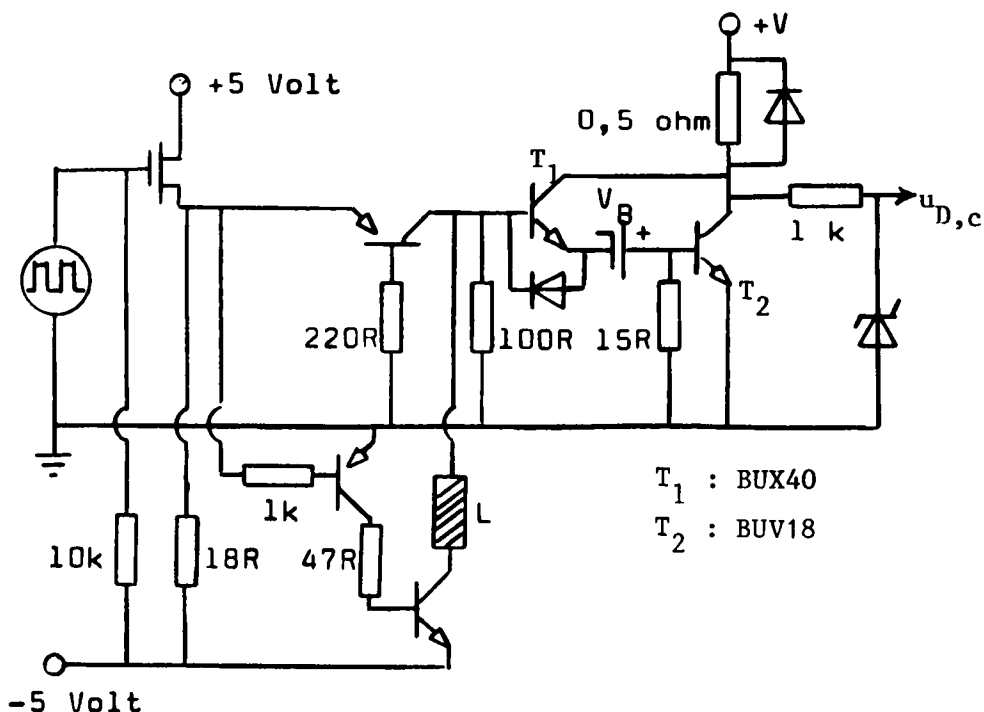 +V
+5 Volt
0,5 ohm
T1
VB
+
1 k
uD,c
T2
220R
100R
15R
1k
L
T1 : BUX40
T2 : BUV18
10k
18R
47R
-5 Volt